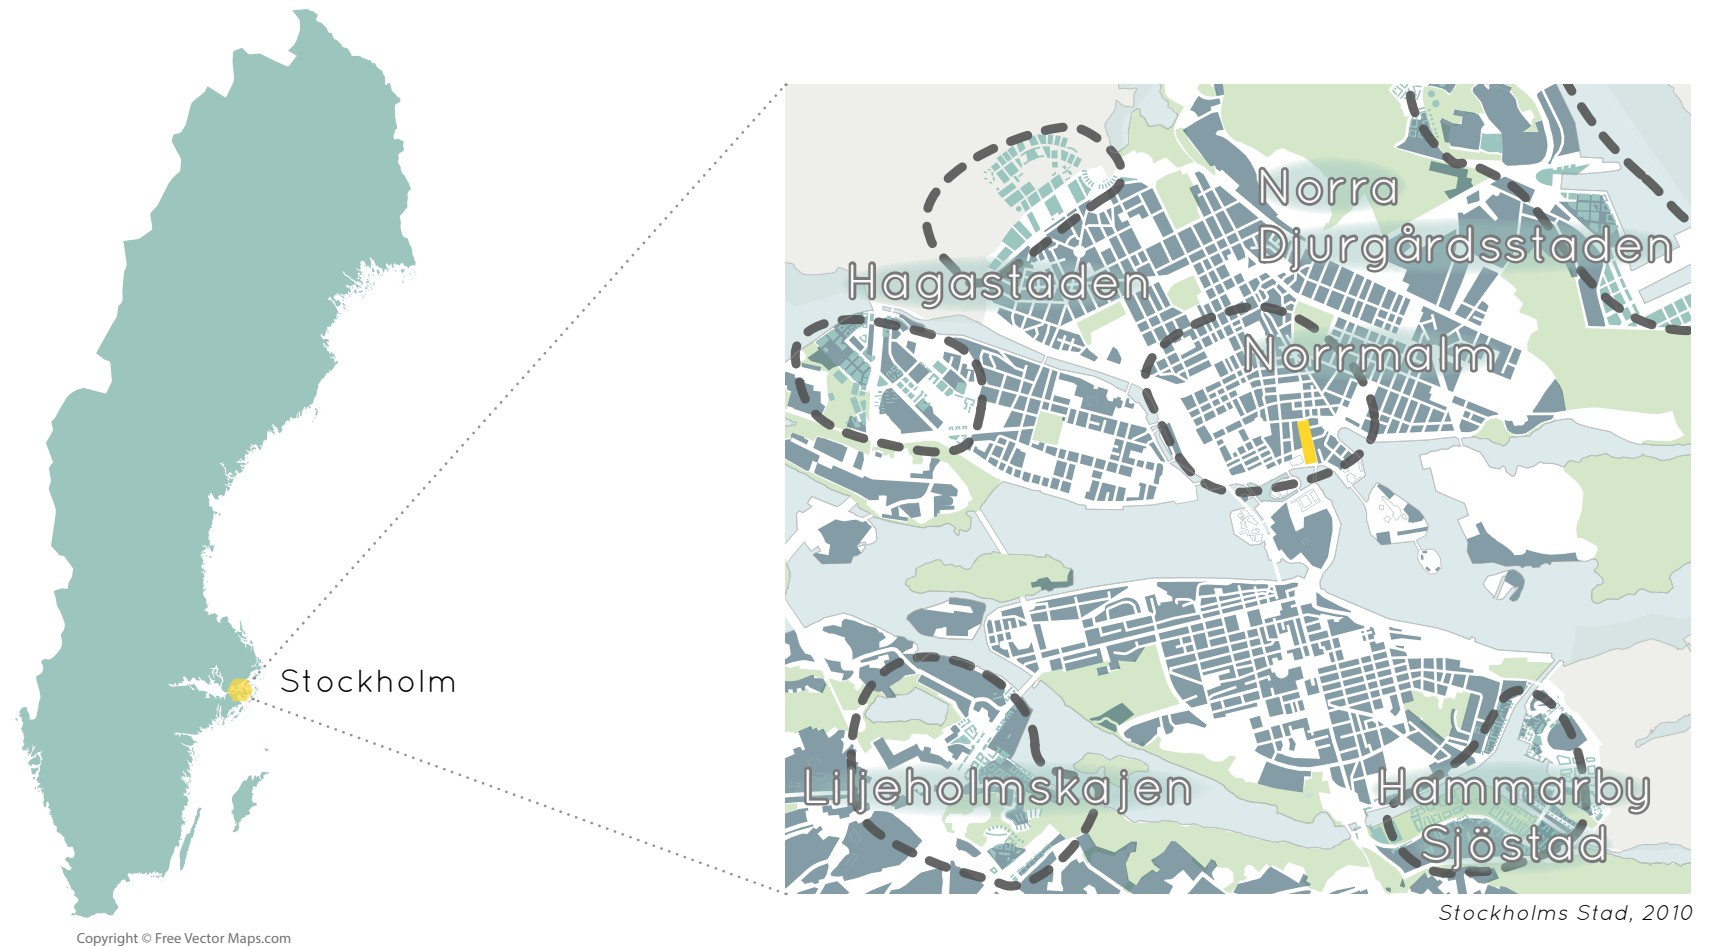 Norra
Djurgårdsstaden
Hagastaden
Norrmalm
Stockholm
Liljeholmskajen
Hammarby
Sjöstad
Stockholms Stad, 2010
Copyright © Free Vector Maps.com